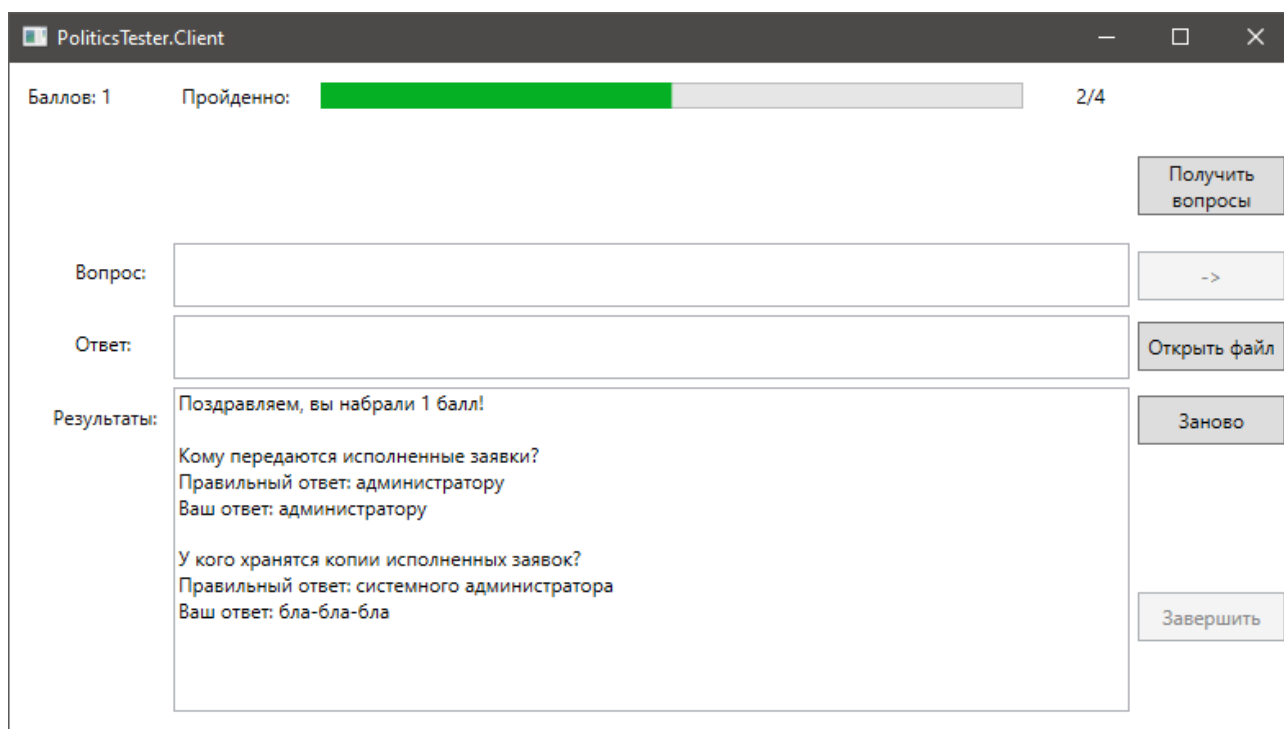 PoliticsTester.Client
Баллов: 1
Пройденно:
2/4
Получить
вопросы
Вопрос:
->
Ответ:
Открыть файл
Результаты:
Поздравляем, вы набрали 1 балл!
Кому передаются исполненные заявки?
Правильный ответ: администратору
Ваш ответ: администратору
У кого хранятся копии исполненных заявок?
Правильный ответ: системного администратора
Ваш ответ: бла-бла-бла
Заново
Завершить